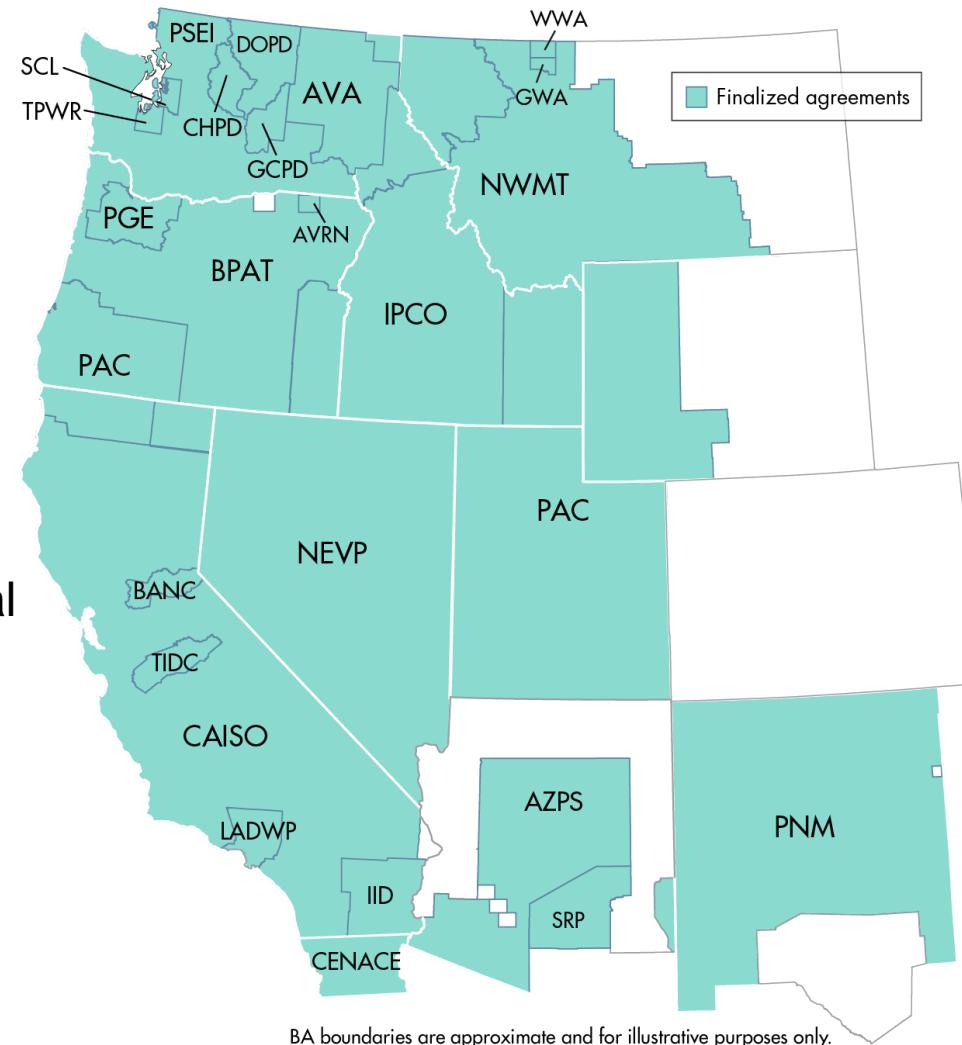 WWA
PSEI
DOPD
SCL
AVA
GWA
Finalized agreements
TPWR
CHPD
GCPD
NWMT
PGE
AVRN
BPAT
IPCO
PAC
PAC
NEVP
BANC
al
TIDC
CAISO
AZPS
PNM
LADWP
IID
SRP
CENACE
BA boundaries are approximate and for illustrative purposes only.